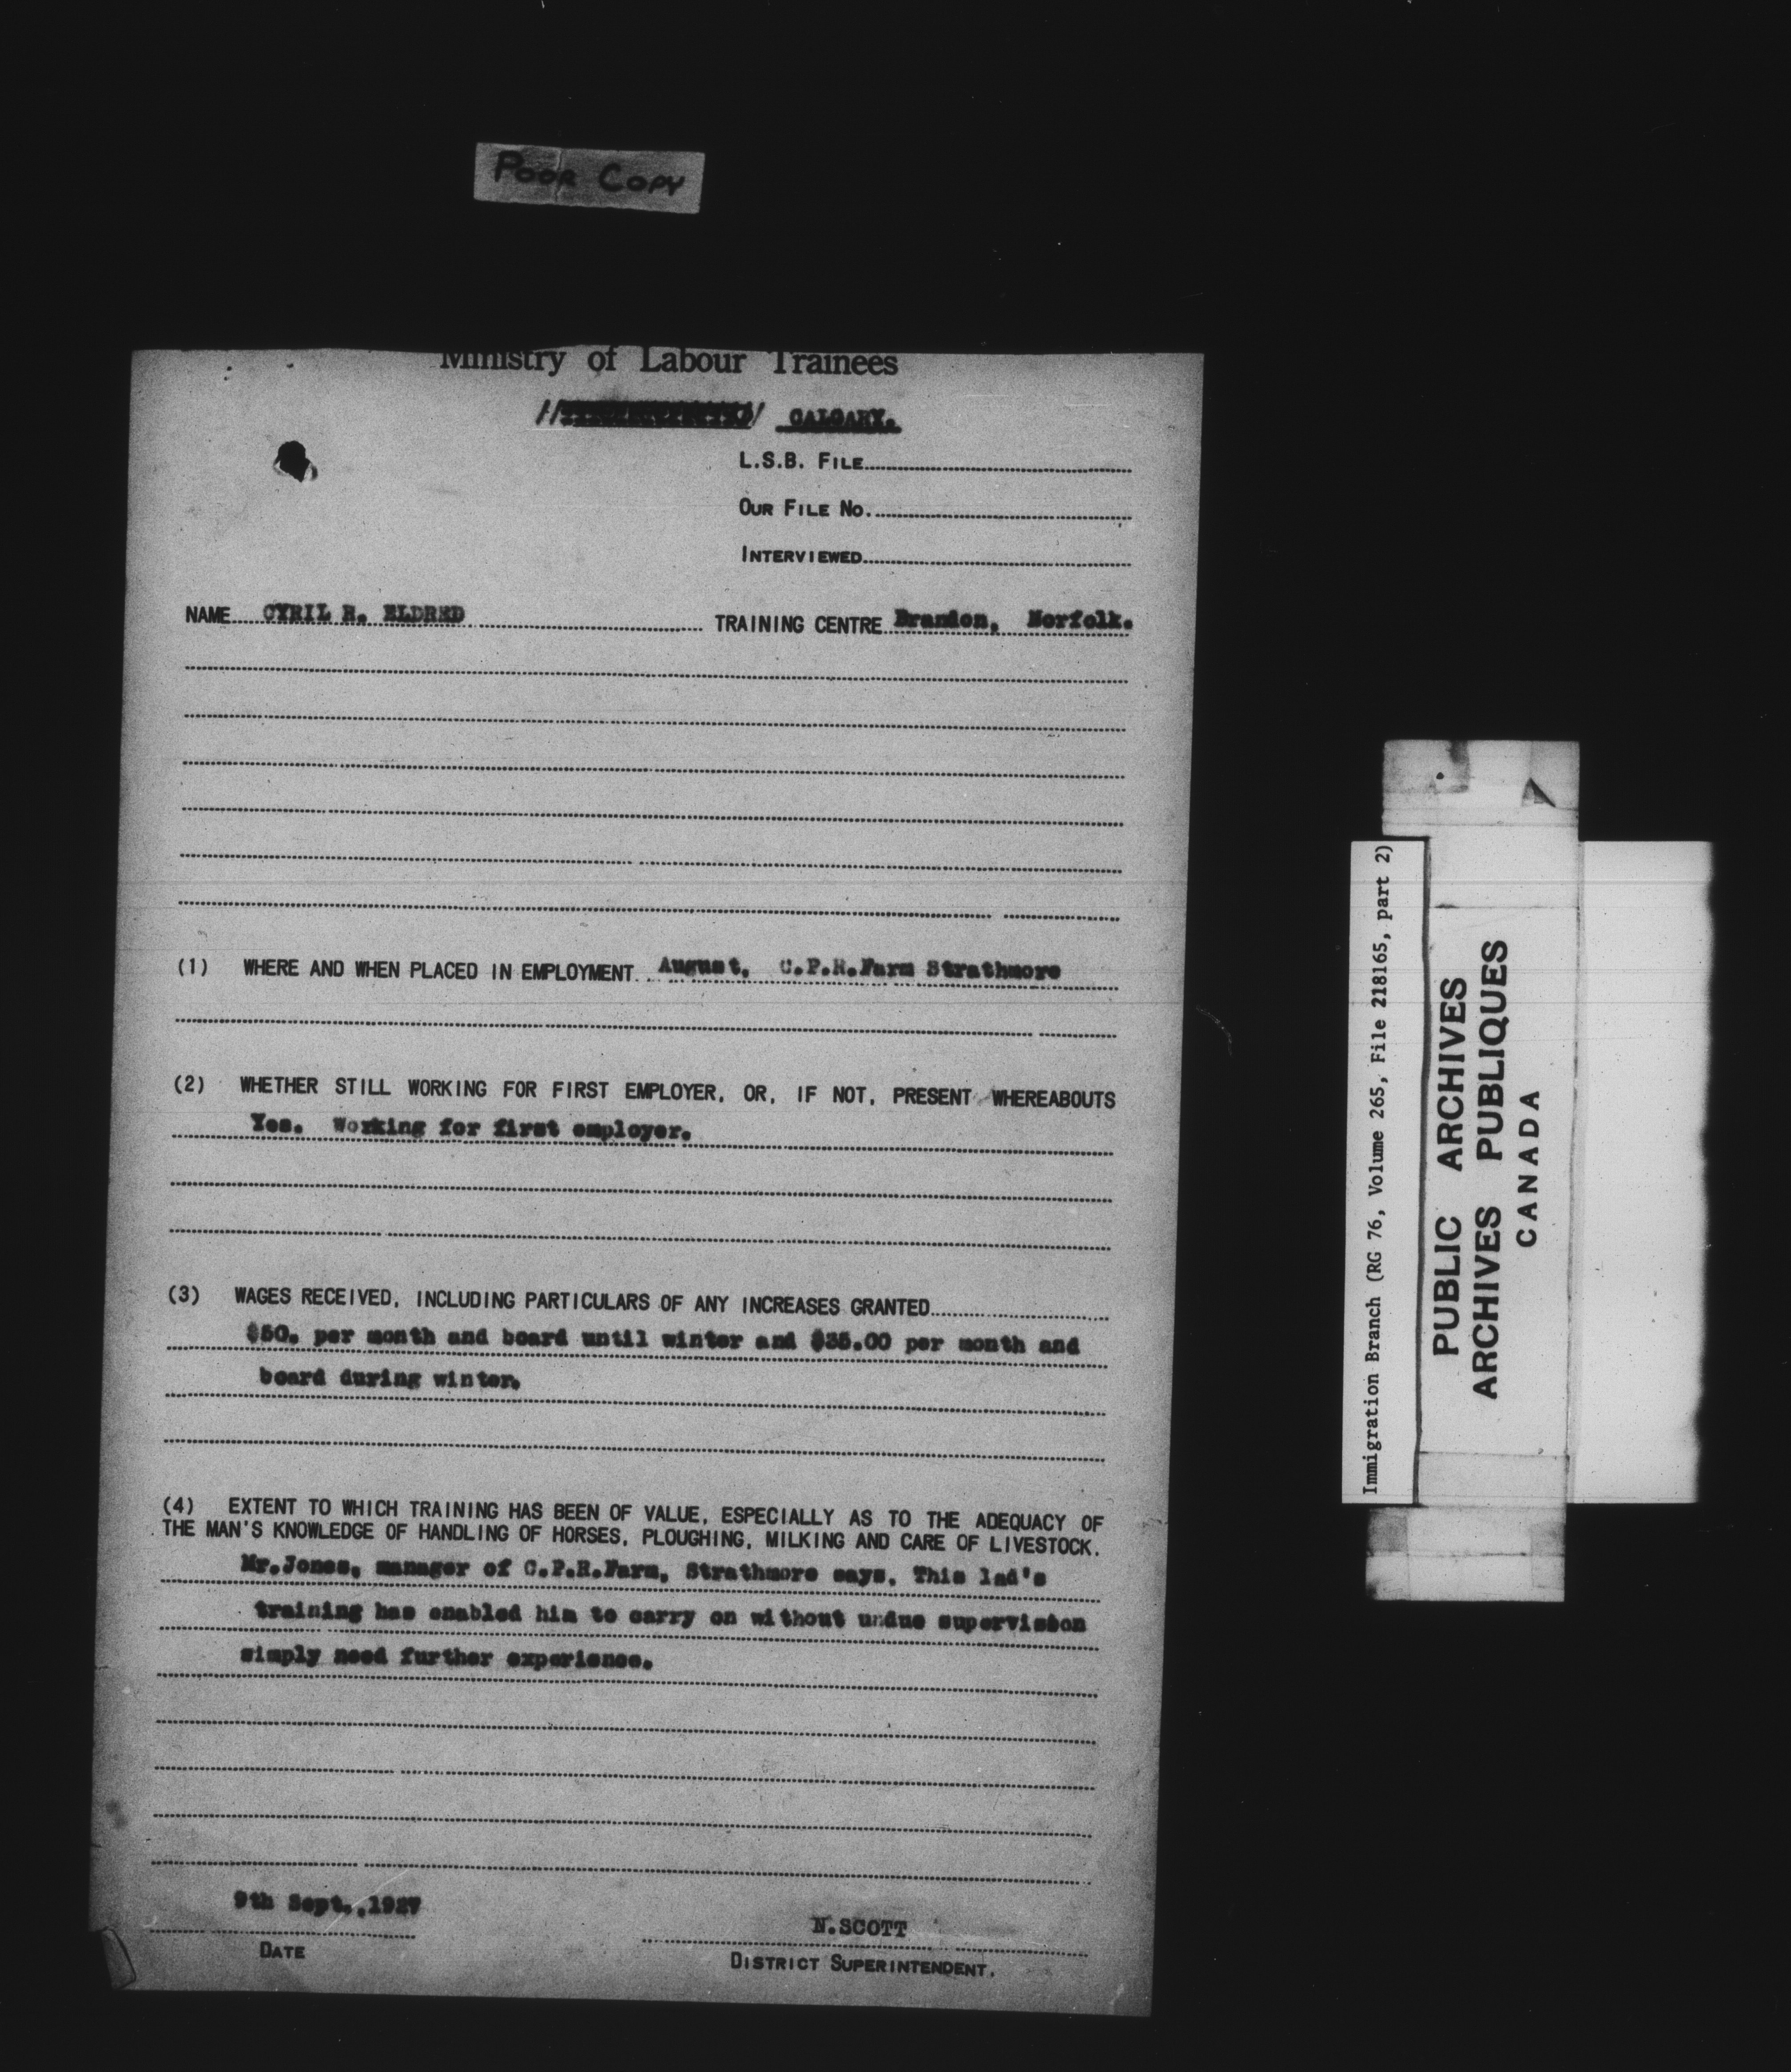 POOR COPY
Ministry of Labour Trainees
CALGARY.
L.S.B. FILE
OUR FILE No.
INTERVIEWED
NAME CYRIL R. ELDRED TRAINING CENTRE Brandon, Norfolk.
(1) WHERE AND WHEN PLACED IN EMPLOYMENT August, C.P.R.Farm Strathmore
(2) WHETHER STILL WORKING FOR FIRST EMPLOYER, OR, IF NOT, PRESENT WHEREABOUTS
Yes. Working for first employer.
(3) WAGES RECEIVED, INCLUDING PARTICULARS OF ANY INCREASES GRANTED
$50. per month and board until winter and $35.00 per month and
board during winter.
(4) EXTENT TO WHICH TRAINING HAS BEEN OF VALUE, ESPECIALLY AS TO THE ADEQUACY OF
THE MAN'S KNOWLEDGE OF HANDLING OF HORSES, PLOUGHING, MILKING AND CARE OF LIVESTOCK.
Mr.Jones, manager of C.P.R.Farm, Strathmore says, This lad's
training has enabled him to carry on without undue supervision
simply need further experience.
9th Sept.,1927
DATE
N.SCOTT
DISTRICT SUPERINTENDENT.
Immigration Branch (RG 76, Volume 265, File 218165, part 2)
PUBLIC ARCHIVES
ARCHIVES PUBLIQUES
CANADA